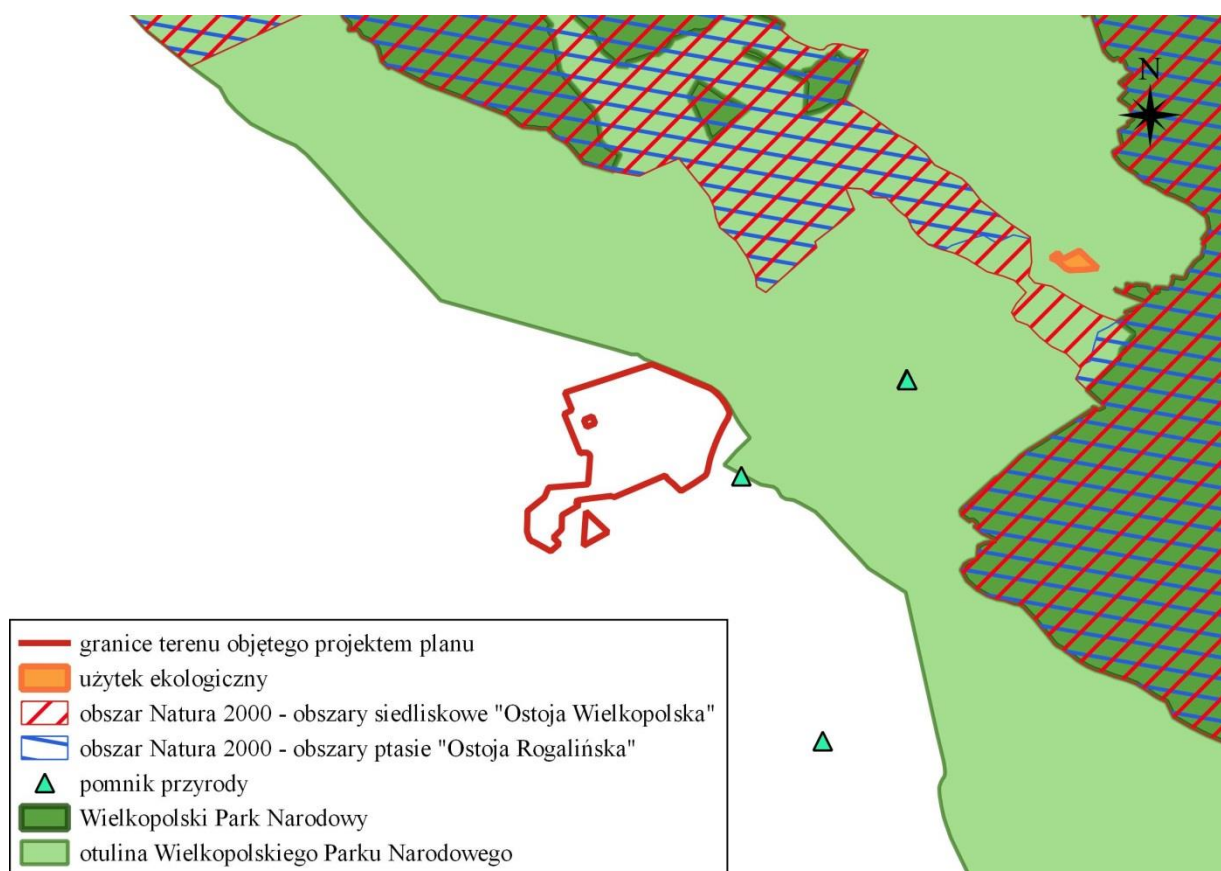 N
granice terenu objętego projektem planu
użytek ekologiczny
obszar Natura 2000 - obszary siedliskowe "Ostoja Wielkopolska"
obszar Natura 2000 - obszary ptasie "Ostoja Rogalińska"
pomnik przyrody
Wielkopolski Park Narodowy
otulina Wielkopolskiego Parku Narodowego